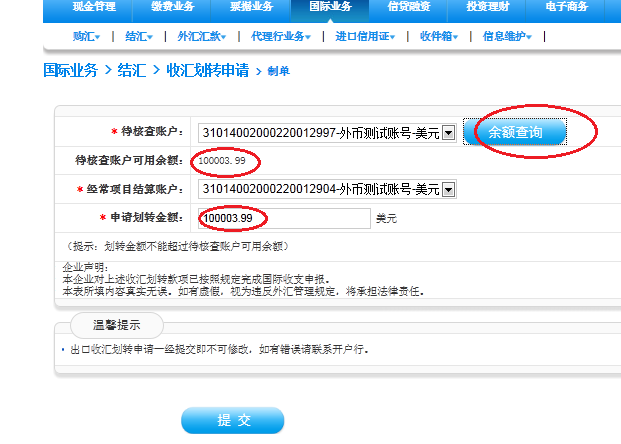 现金管理 缴费业务 票据业务 国际业务 信贷融资 投资理财 电子商务
购汇 | 结汇 | 外汇汇款 | 代理行业务 | 进口信用证 | 收件箱 | 信息维护 |
国际业务 > 结汇 > 收汇划转申请 > 制单
* 待核查账户： 31014002000220012997-外币测试账号-美元 余额查询
待核查账户可用余额： 100003.99
* 经常项目结算账户： 31014002000220012904-外币测试账号-美元
* 申请划转金额： 100003.99 美元
（提示：划转金额不能超过待核查账户可用余额）
企业声明：
本企业对上述收汇划转款项已按照规定完成国际收支申报。
本表所填内容真实无误。如有虚假，视为违反外汇管理规定，将承担法律责任。
温馨提示
· 出口收汇划转申请一经提交即不可修改，如有错误请联系开户行。
提 交